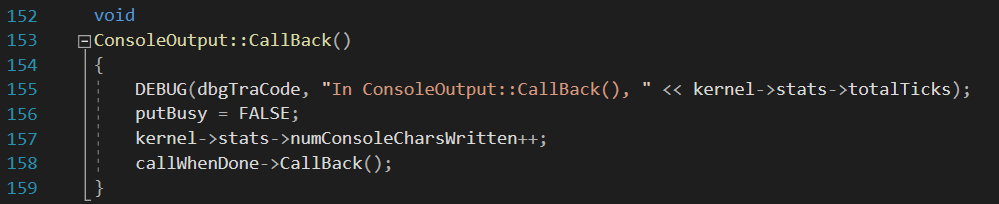 152 void
153 ConsoleOutput::CallBack()
154 {
155 DEBUG(dbgTraCode, "In ConsoleOutput::CallBack(), " << kernel->stats->totalTicks);
156 putBusy = FALSE;
157 kernel->stats->numConsoleCharsWritten++;
158 callWhenDone->CallBack();
159 }